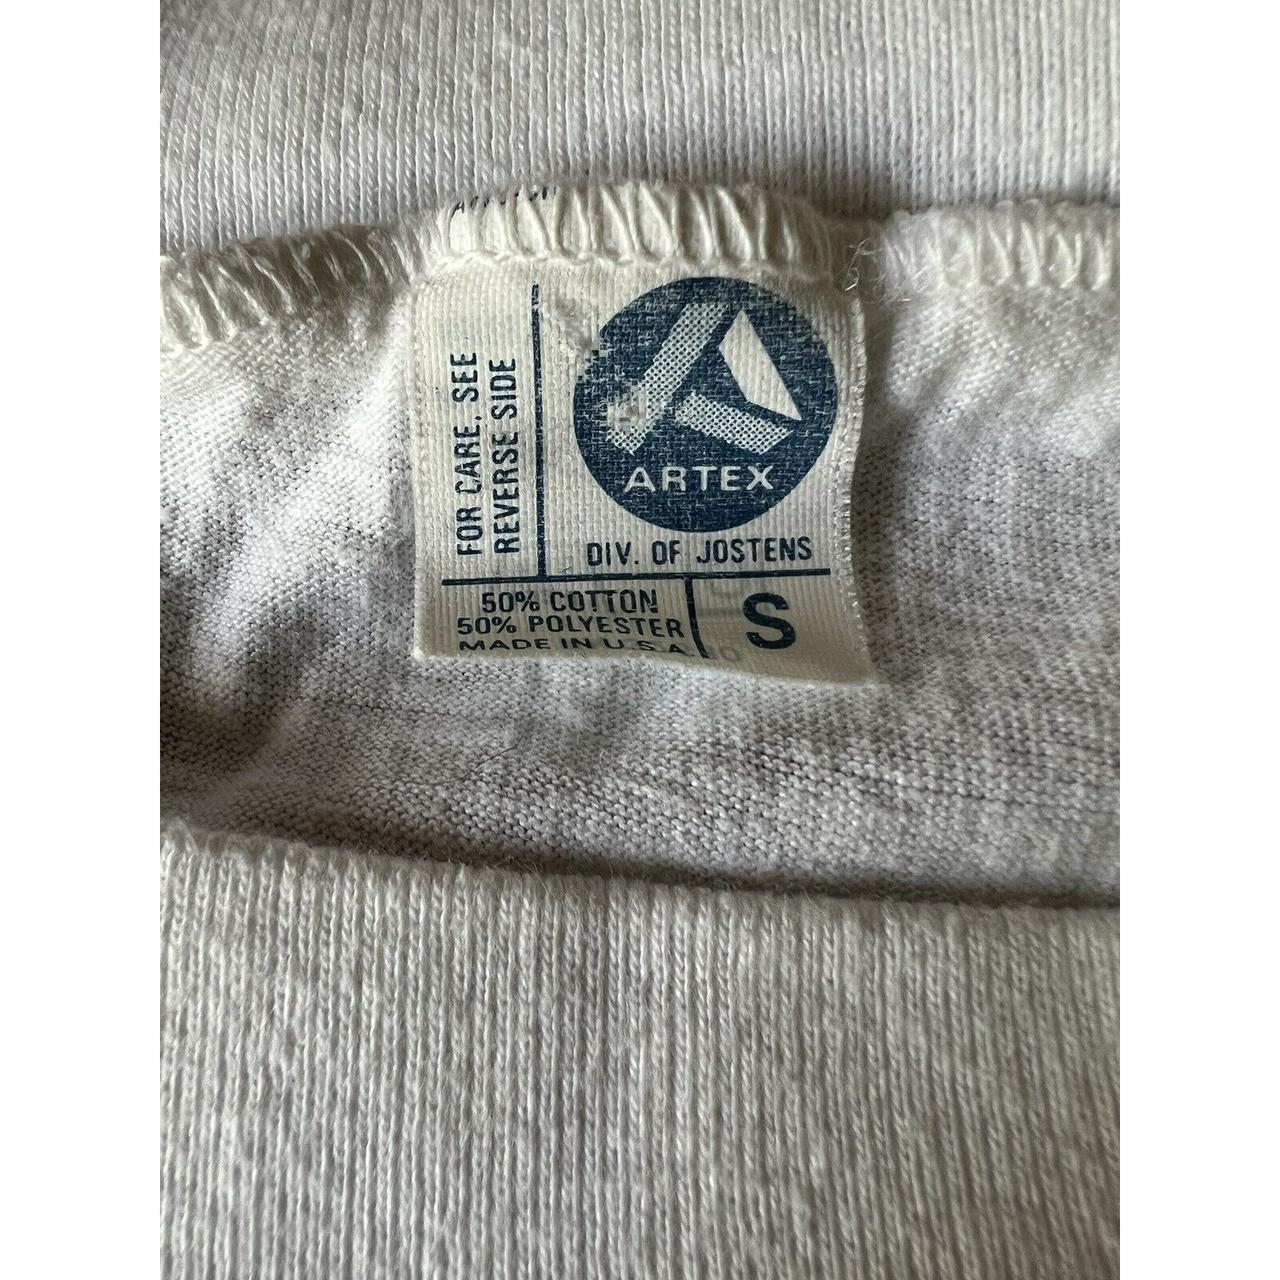 FOR CARE, SEE
REVERSE SIDE
ARTEX
DIV. OF JOSTENS
50% COTTON
50% POLYESTER
MADE IN U.S.A.
S